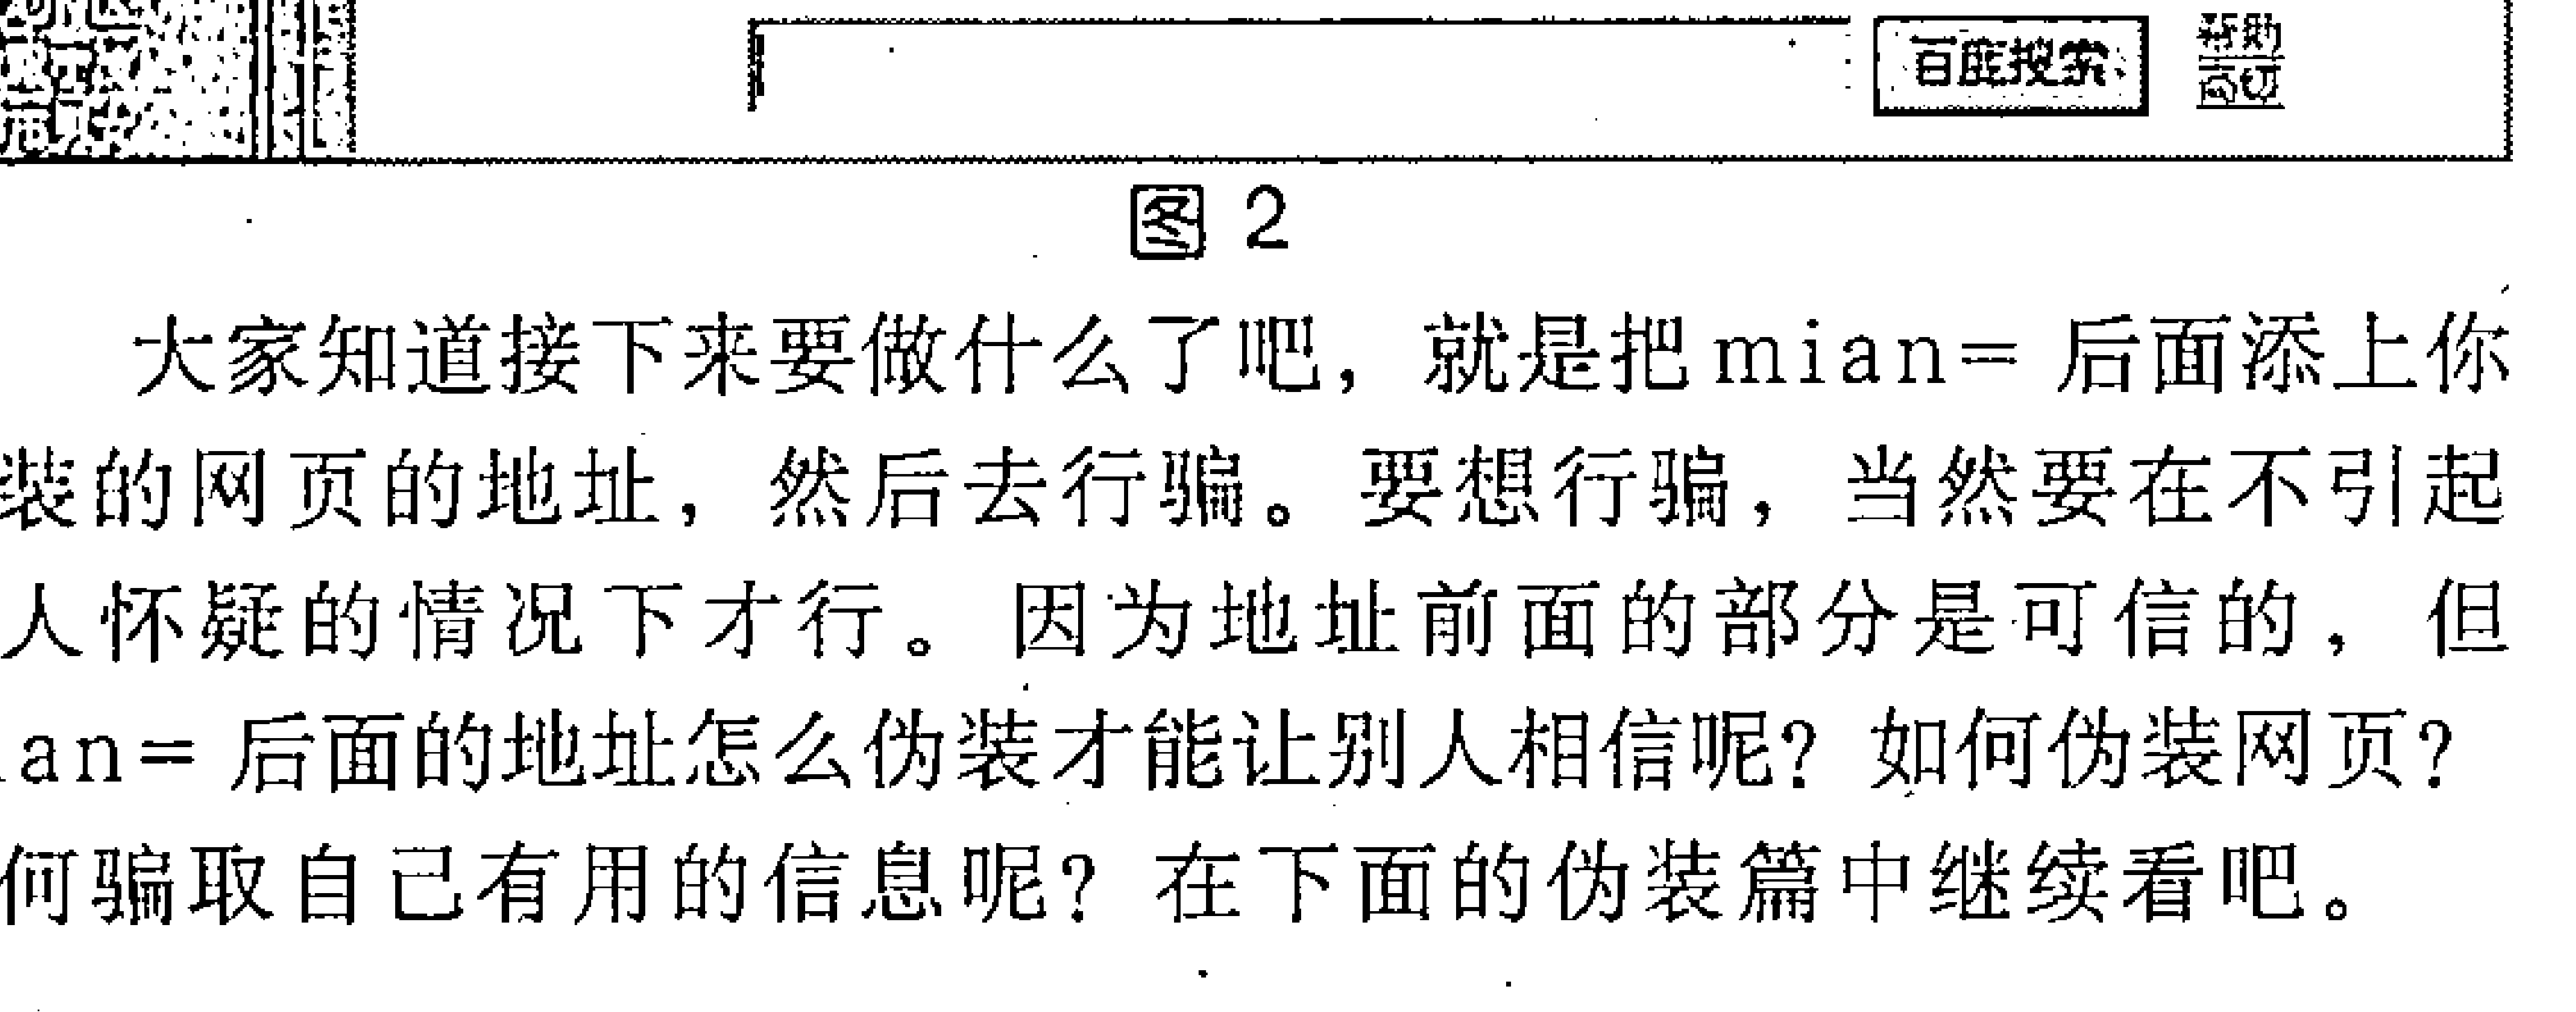 百度搜索 帮助
图 2
大家知道接下来要做什么了吧，就是把mian= 后面添上你
装的网页的地址，然后去行骗。要想行骗，当然要在不引起
人怀疑的情况下才行。因为地址前面的部分是可信的，但
an= 后面的地址怎么伪装才能让别人相信呢？如何伪装网页？
何骗取自己有用的信息呢？在下面的伪装篇中继续看吧。